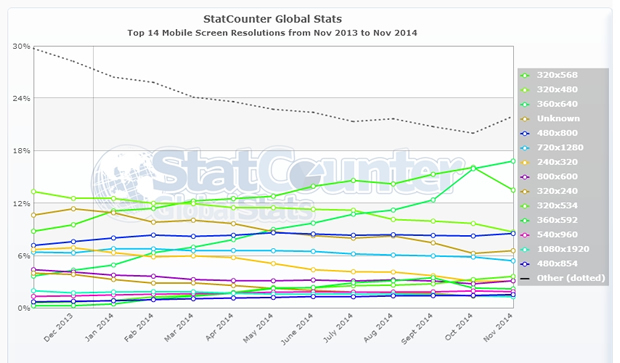 StatCounter Global Stats
Top 14 Mobile Screen Resolutions from Nov 2013 to Nov 2014
30%
24%
18%
12%
6%
0%
StatCounter
GlobalStats
Dec 2013
Jan 2014
Feb 2014
Mar 2014
Apr 2014
May 2014
June 2014
July 2014
Aug 2014
Sept 2014
Oct 2014
Nov 2014
320x568
320x480
360x640
Unknown
480x800
720x1280
240x320
800x600
320x240
320x534
360x592
540x960
1080x1920
480x854
Other (dotted)